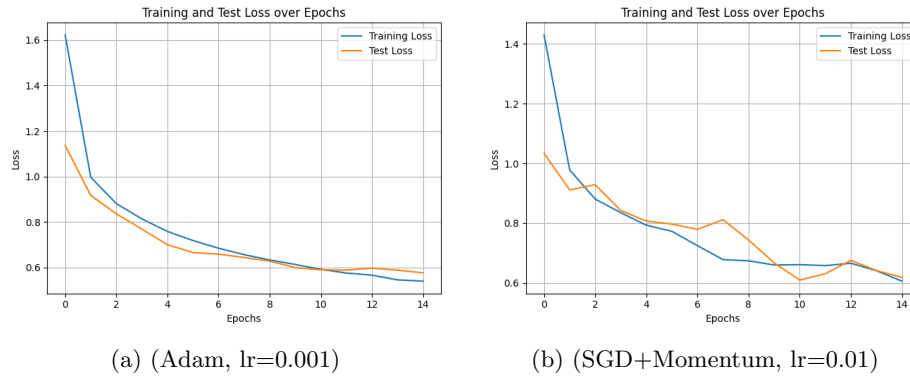 Training and Test Loss over Epochs
Training Loss
Test Loss
1.6
1.4
1.2
1.0
0.8
0.6
Loss
0 2 4 6 8 10 12 14
Epochs
(a) (Adam, lr=0.001)
Training and Test Loss over Epochs
Training Loss
Test Loss
1.4
1.2
1.0
0.8
0.6
Loss
0 2 4 6 8 10 12 14
Epochs
(b) (SGD+Momentum, lr=0.01)